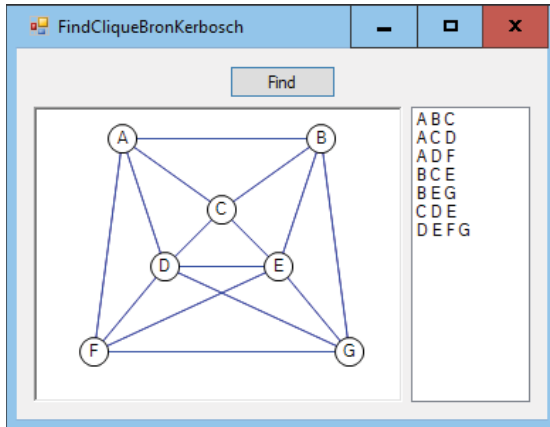 FindCliqueBronKerbosch
Find
A B C
A C D
A D F
B C E
B E G
C D E
D E F G
A
B
C
D
E
F
G